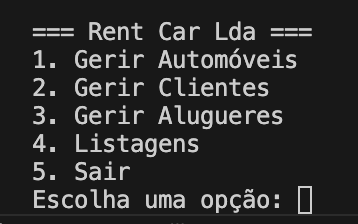 === Rent Car Lda ===
1. Gerir Automóveis
2. Gerir Clientes
3. Gerir Alugueres
4. Listagens
5. Sair
Escolha uma opção: